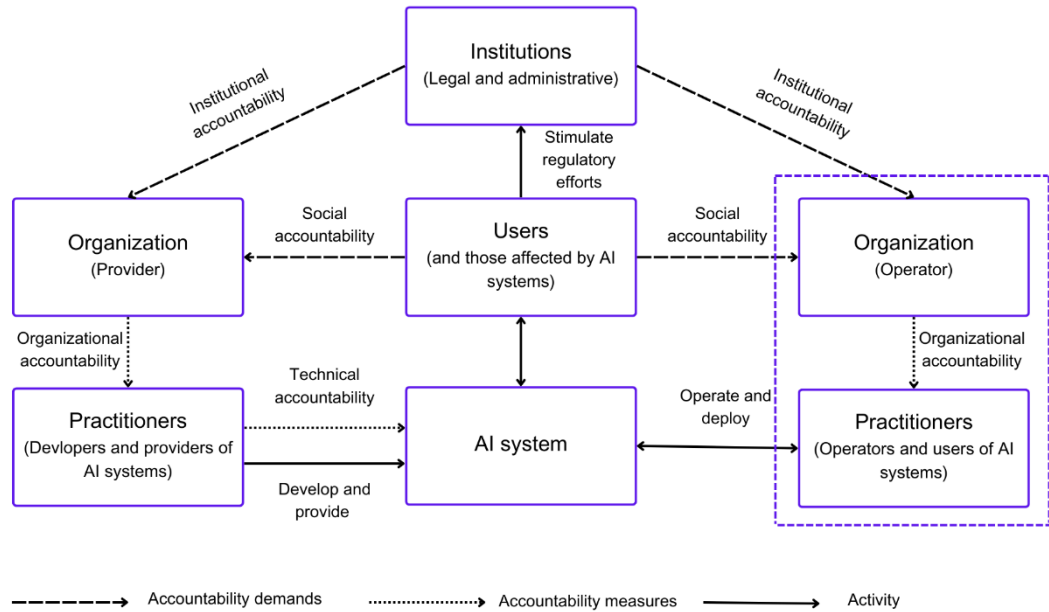 Institutions
(Legal and administrative)
Institutional
accountability
Institutional
accountability
Stimulate
regulatory
efforts
Organization
(Provider)
Social
accountability
Users
(and those affected by AI
systems)
Social
accountability
Organization
(Operator)
Organizational
accountability
Organizational
accountability
Technical
accountability
Operate and
deploy
Practitioners
(Devlopers and providers of
AI systems)
AI system
Practitioners
(Operators and users of AI
systems)
Develop and
provide
Accountability demands
Accountability measures
Activity